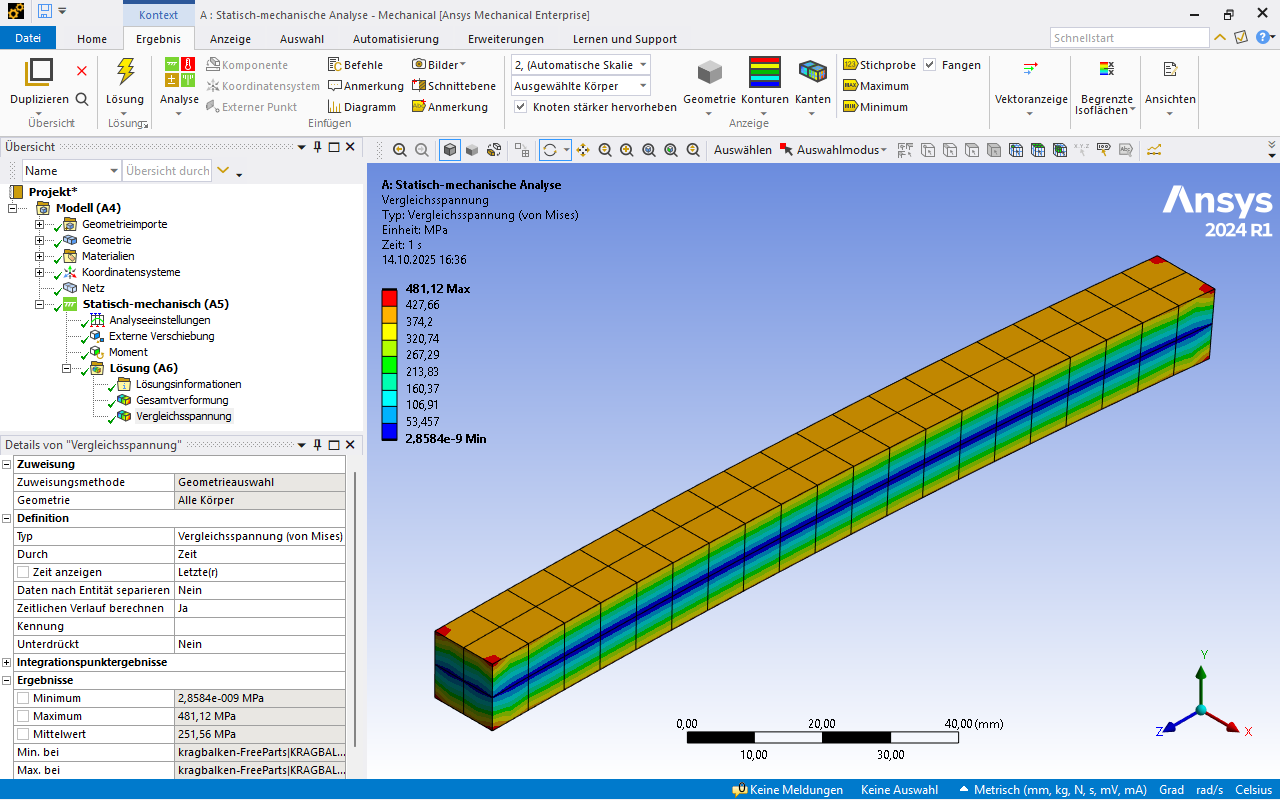 Kontext
A : Statisch-mechanische Analyse - Mechanical [Ansys Mechanical Enterprise]
Datei Home Ergebnis Anzeige Auswahl Automatisierung Erweiterungen Lernen und Support Schnellstart
Duplizieren Lösung Analyse
Komponente Koordinatensystem Externer Punkt
Befehle Anmerkung Diagramm
Bilder Schnittebene Anmerkung
2, (Automatische Skalie
Ausgewählte Körper
Knoten stärker hervorheben
Geometrie Konturen Kanten
Stichprobe Fangen
Maximum
Minimum
Vektoranzeige
Begrenzte
Isoflächen
Ansichten
Übersicht Lösung Einfügen Anzeige
Übersicht
Name Übersicht durch
Projekt*
Modell (A4)
Geometrieimporte
Geometrie
Materialien
Koordinatensysteme
Netz
Statisch-mechanisch (A5)
Analyseeinstellungen
Externe Verschiebung
Moment
Lösung (A6)
Lösungsinformationen
Gesamtverformung
Vergleichsspannung
Details von "Vergleichsspannung"
Zuweisung
Zuweisungsmethode Geometrieauswahl
Geometrie Alle Körper
Definition
Typ Vergleichsspannung (von Mises)
Durch Zeit
Zeit anzeigen Letzte(r)
Daten nach Entität separieren Nein
Zeitlichen Verlauf berechnen Ja
Kennung
Unterdrückt Nein
Integrationspunktergebnisse
Ergebnisse
Minimum 2,8584e-009 MPa
Maximum 481,12 MPa
Mittelwert 251,56 MPa
Min. bei kragbalken-FreeParts|KRAGBAL...
Max. bei kragbalken-FreeParts|KRAGBAL...
Auswählen Auswahlmodus
A: Statisch-mechanische Analyse
Vergleichsspannung
Typ: Vergleichsspannung (von Mises)
Einheit: MPa
Zeit: 1 s
14.10.2025 16:36
481,12 Max
427,66
374,2
320,74
267,29
213,83
160,37
106,91
53,457
2,8584e-9 Min
Ansys
2024 R1
0,00 20,00 40,00 (mm)
10,00 30,00
Y
Z X
0 Keine Meldungen Keine Auswahl Metrisch (mm, kg, N, s, mV, mA) Grad rad/s Celsius